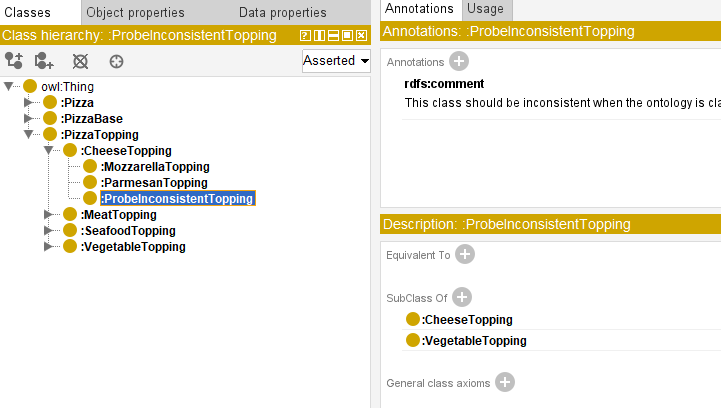 Classes
Object properties
Data properties
Class hierarchy: :ProbeInconsistentTopping
Asserted
owl:Thing
:Pizza
:PizzaBase
:PizzaTopping
:CheeseTopping
:MozzarellaTopping
:ParmesanTopping
:ProbeInconsistentTopping
:MeatTopping
:SeafoodTopping
:VegetableTopping
Annotations
Usage
Annotations: :ProbeInconsistentTopping
Annotations
rdfs:comment
This class should be inconsistent when the ontology is cla
Description: :ProbeInconsistentTopping
Equivalent To
SubClass Of
:CheeseTopping
:VegetableTopping
General class axioms